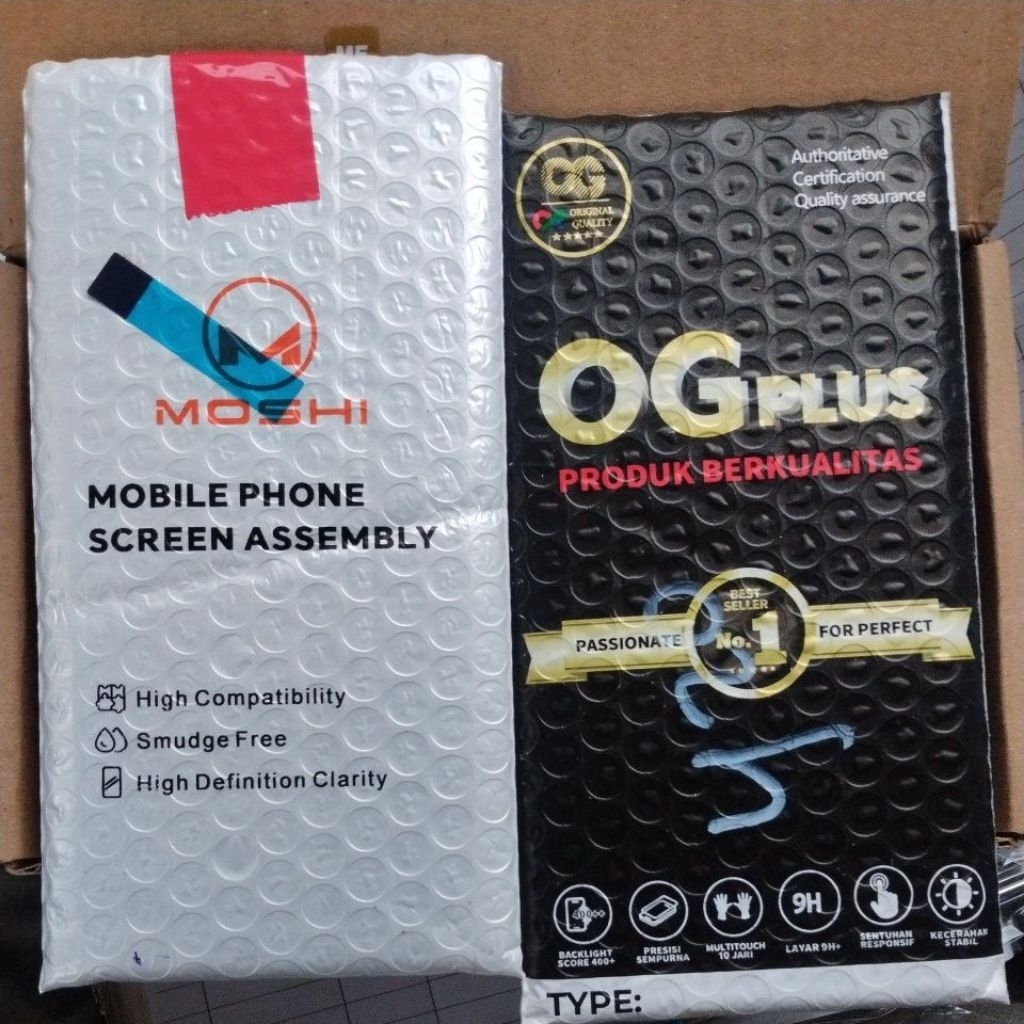 MOSHI
MOBILE PHONE
SCREEN ASSEMBLY
High Compatibility
Smudge Free
High Definition Clarity
OG
ORIGINAL
QUALITY
Authoritative
Certification
Quality assurance
OG PLUS
PRODUK BERKUALITAS
BEST
SELLER
PASSIONATE No.1 FOR PERFECT
400++
9H
BACKLIGHT
SCORE 400+
PRESISI
SEMPURNA
MULTITOUCH
10 JARI
LAYAR 9H+
SENTUHAN
RESPONSIF
KECERAHAN
STABIL
TYPE: